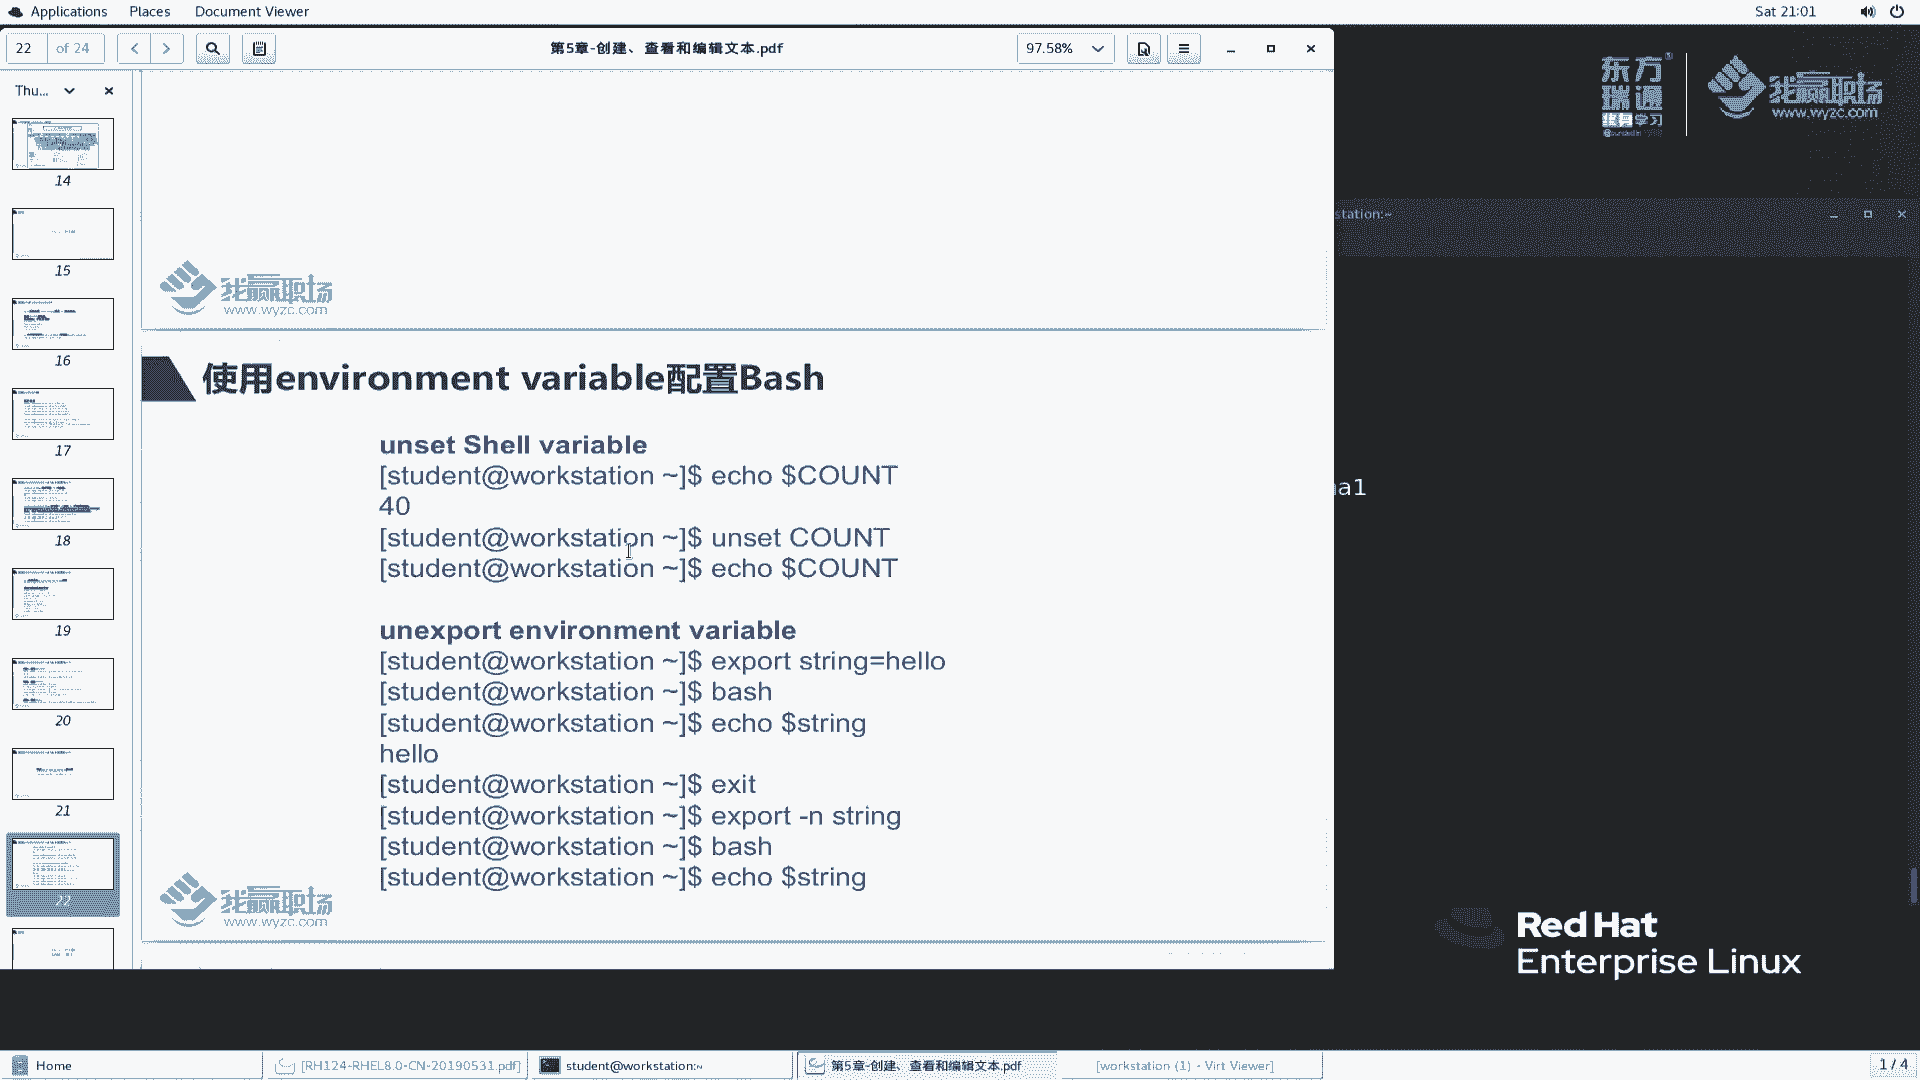 Applications Places Document Viewer Sat 21:01
22 of 24 第5章-创建、查看和编辑文本.pdf 97.58%
Thu...
14
15
16
17
18
19
20
21
22
我赢职场
www.wyzc.com
使用environment variable配置Bash
unset Shell variable
[student@workstation ~]$ echo $COUNT
40
[student@workstation ~]$ unset COUNT
[student@workstation ~]$ echo $COUNT
unexport environment variable
[student@workstation ~]$ export string=hello
[student@workstation ~]$ bash
[student@workstation ~]$ echo $string
hello
[student@workstation ~]$ exit
[student@workstation ~]$ export -n string
[student@workstation ~]$ bash
[student@workstation ~]$ echo $string
我赢职场
www.wyzc.com
东方
瑞通
终身学习
我赢职场
www.wyzc.com
station:~
a1
Red Hat
Enterprise Linux
Home [RH124-RHEL8.0-CN-20190531.pdf] student@workstation:~ 第5章-创建、查看和编辑文本.pdf [workstation (1) - Virt Viewer] 1 / 4